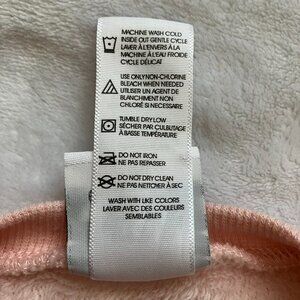 MACHINE WASH COLD
INSIDE OUT GENTLE CYCLE
LAVER À L'ENVERS À LA
MACHINE À L'EAU FROIDE
CYCLE DÉLICAT
USE ONLY NON-CHLORINE
BLEACH WHEN NEEDED
UTILISER UN AGENT DE
BLANCHIMENT NON
CHLORÉ SI NECESSAIRE
TUMBLE DRY LOW
SÉCHER PAR CULBUTAGE
À BASSE TEMPÉRATURE
DO NOT IRON
NE PAS REPASSER
DO NOT DRY CLEAN
NE PAS NETTOYER À SEC
WASH WITH LIKE COLORS
LAVER AVEC DES COULEURS
SEMBLABLES